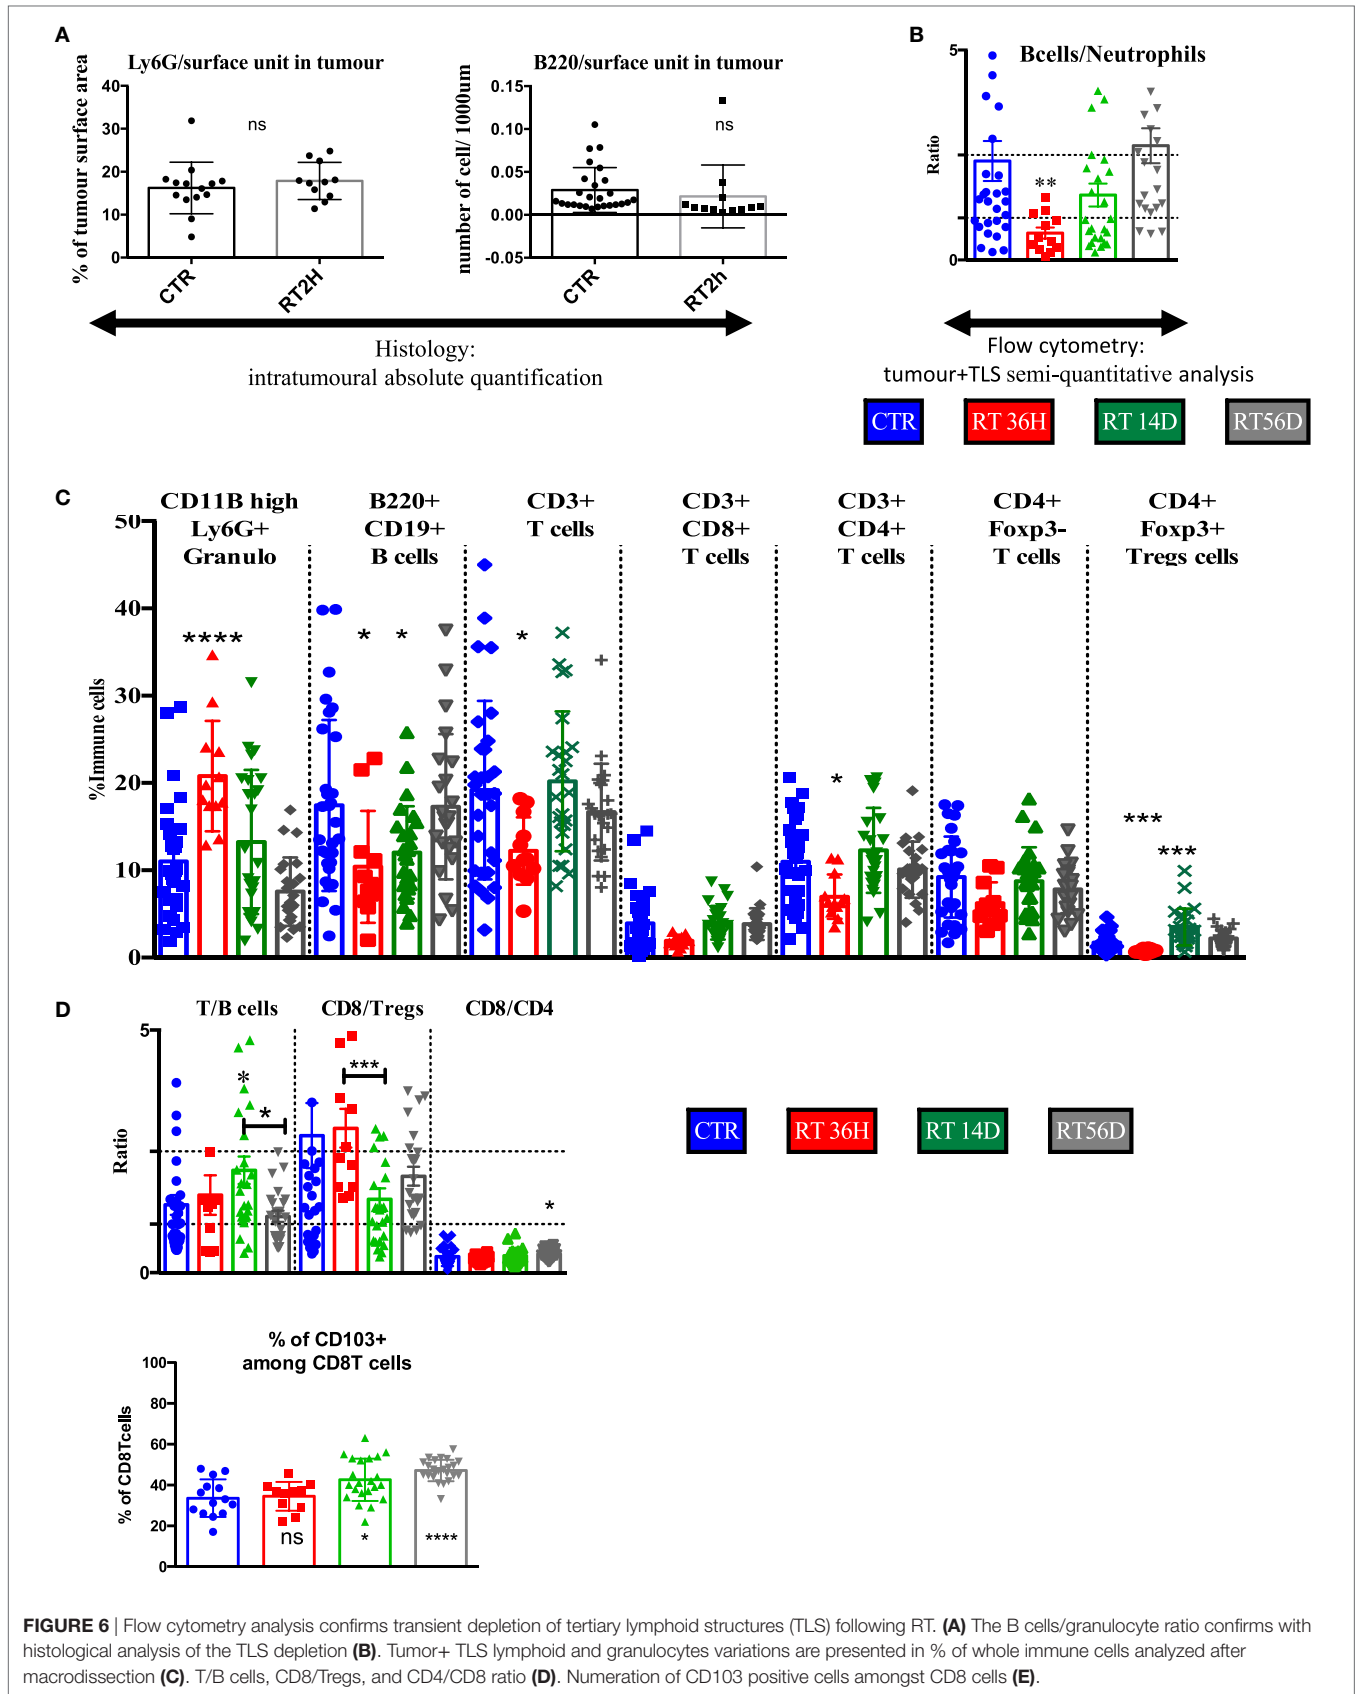 A
Ly6G/surface unit in tumour
% of tumour surface area
40
30
20
10
0
ns
CTR
RT2H
B220/surface unit in tumour
number of cell/ 1000um
0.15
0.10
0.05
0.00
-0.05
ns
CTR
RT2h
Histology:
intratumoural absolute quantification
B
Bcells/Neutrophils
Ratio
5
0
**
Flow cytometry:
tumour+TLS semi-quantitative analysis
CTR
RT 36H
RT 14D
RT56D
C
CD11B high
Ly6G+
Granulo
B220+
CD19+
B cells
CD3+
T cells
CD3+
CD8+
T cells
CD3+
CD4+
T cells
CD4+
Foxp3-
T cells
CD4+
Foxp3+
Tregs cells
%Immune cells
50
40
30
20
10
0
****
*
*
*
*
***
***
D
T/B cells
CD8/Tregs
CD8/CD4
Ratio
5
0
*
*
***
*
CTR
RT 36H
RT 14D
RT56D
% of CD103+
among CD8T cells
% of CD8Tcells
100
80
60
40
20
0
ns
*
****
FIGURE 6 | Flow cytometry analysis confirms transient depletion of tertiary lymphoid structures (TLS) following RT. (A) The B cells/granulocyte ratio confirms with
histological analysis of the TLS depletion (B). Tumor+ TLS lymphoid and granulocytes variations are presented in % of whole immune cells analyzed after
macrodissection (C). T/B cells, CD8/Tregs, and CD4/CD8 ratio (D). Numeration of CD103 positive cells amongst CD8 cells (E).